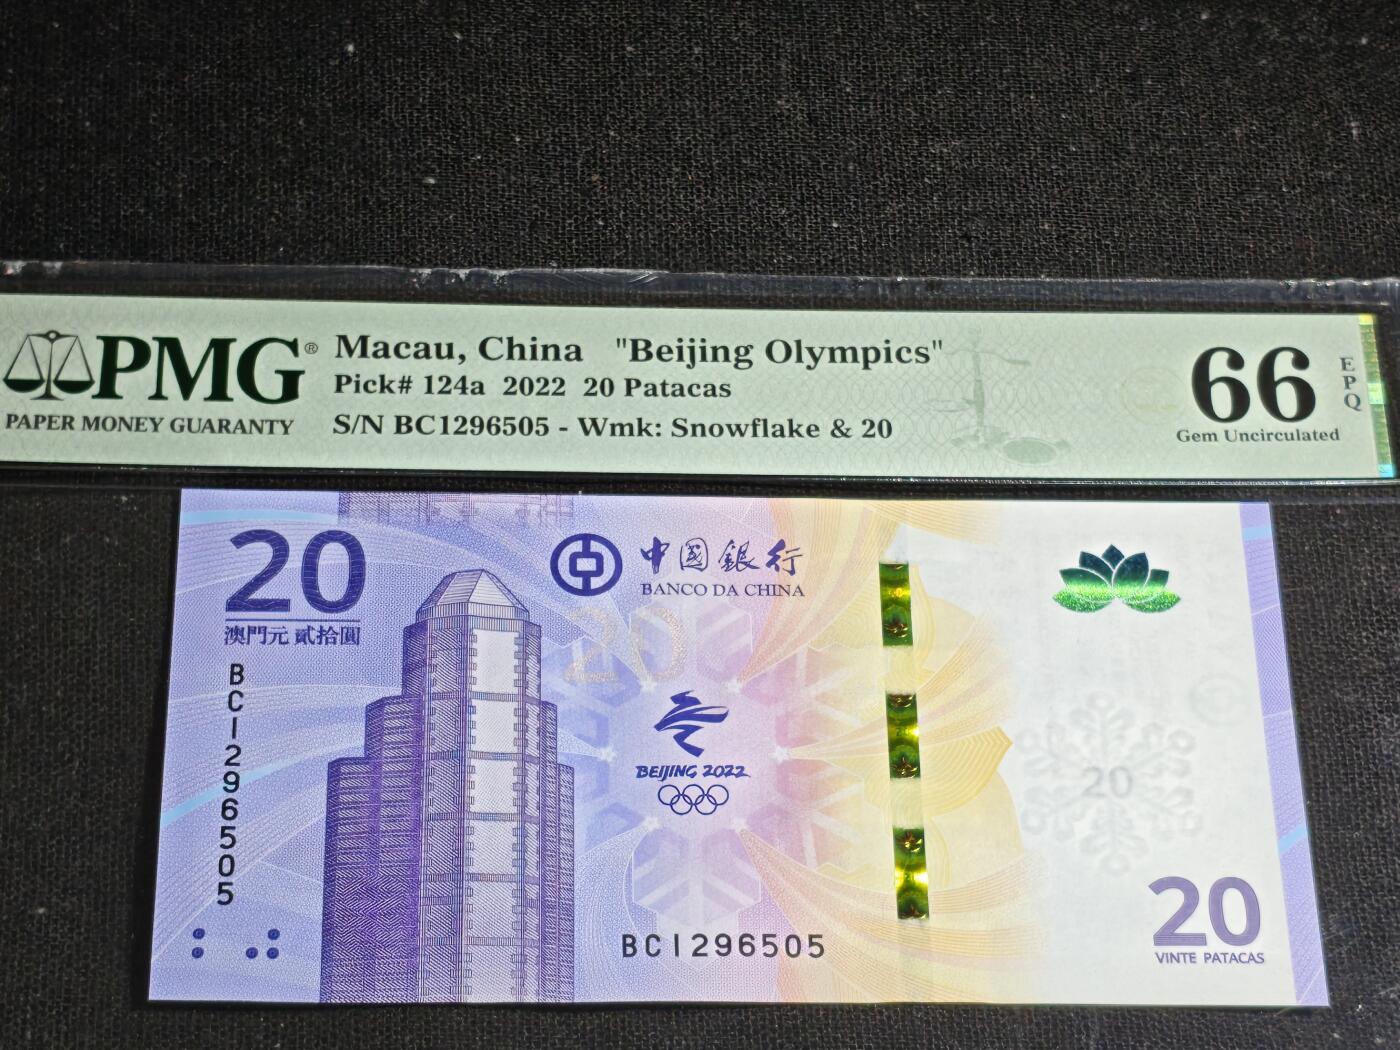 PMG®
PAPER MONEY GUARANTY
Macau, China "Beijing Olympics"
Pick# 124a 2022 20 Patacas
S/N BC1296505 - Wmk: Snowflake & 20
66
EPQ
Gem Uncirculated
20
澳門元 貳拾圓
BC1296505
中國銀行
BANCO DA CHINA
20
BEIJING 2022
BC1296505
20
20
VINTE PATACAS